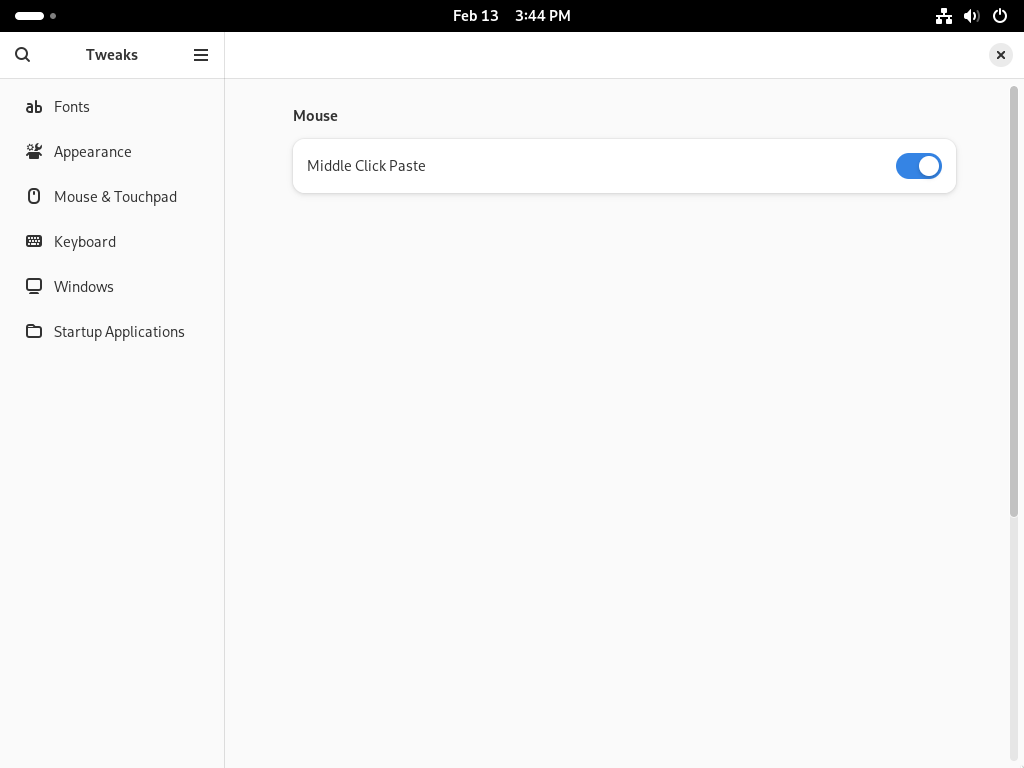 Feb 13 3:44 PM
Tweaks
ab Fonts
Appearance
Mouse & Touchpad
Keyboard
Windows
Startup Applications
Mouse
Middle Click Paste